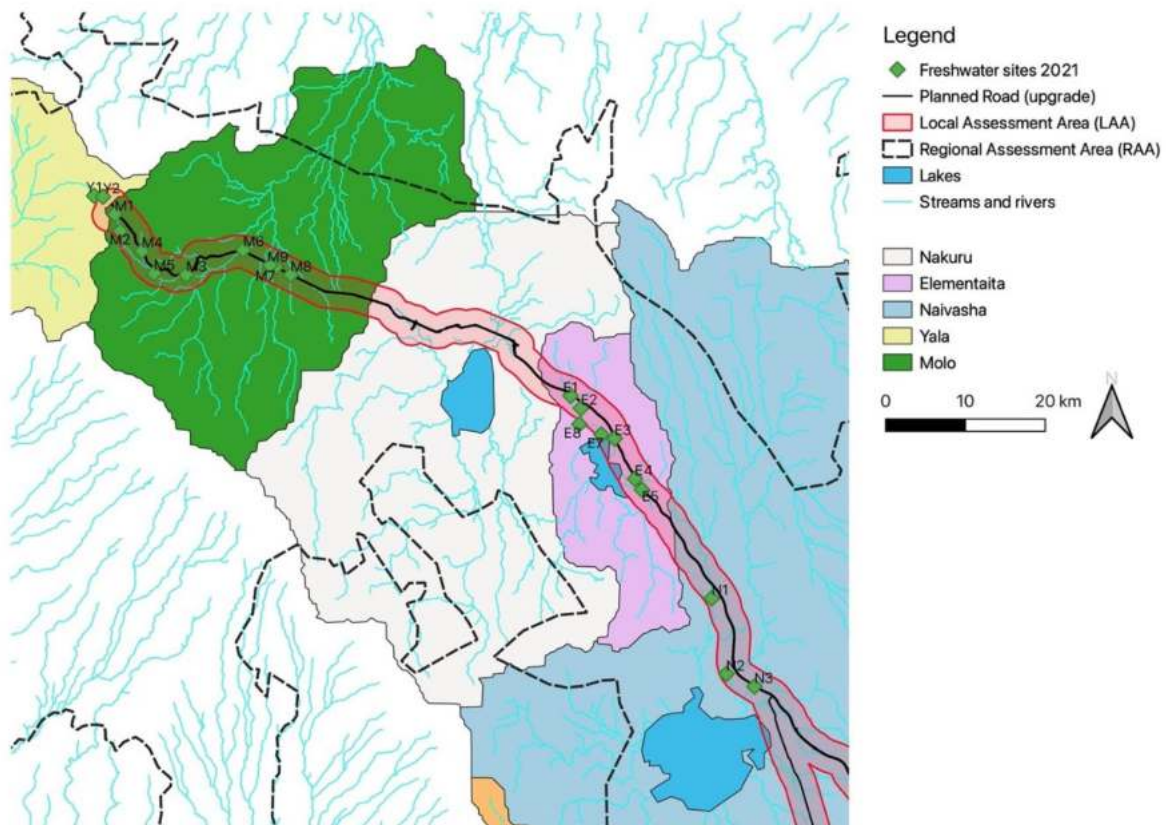 Legend
Freshwater sites 2021
Planned Road (upgrade)
Local Assessment Area (LAA)
Regional Assessment Area (RAA)
Lakes
Streams and rivers
Nakuru
Elementaita
Naivasha
Yala
Molo
0 10 20 km
N
Y1 Y2
M1
M2 M4
M5 M3
M6
M9
M7 M8
E1
E2
E8
E7 E3
E4
E5
N1
N2
N3